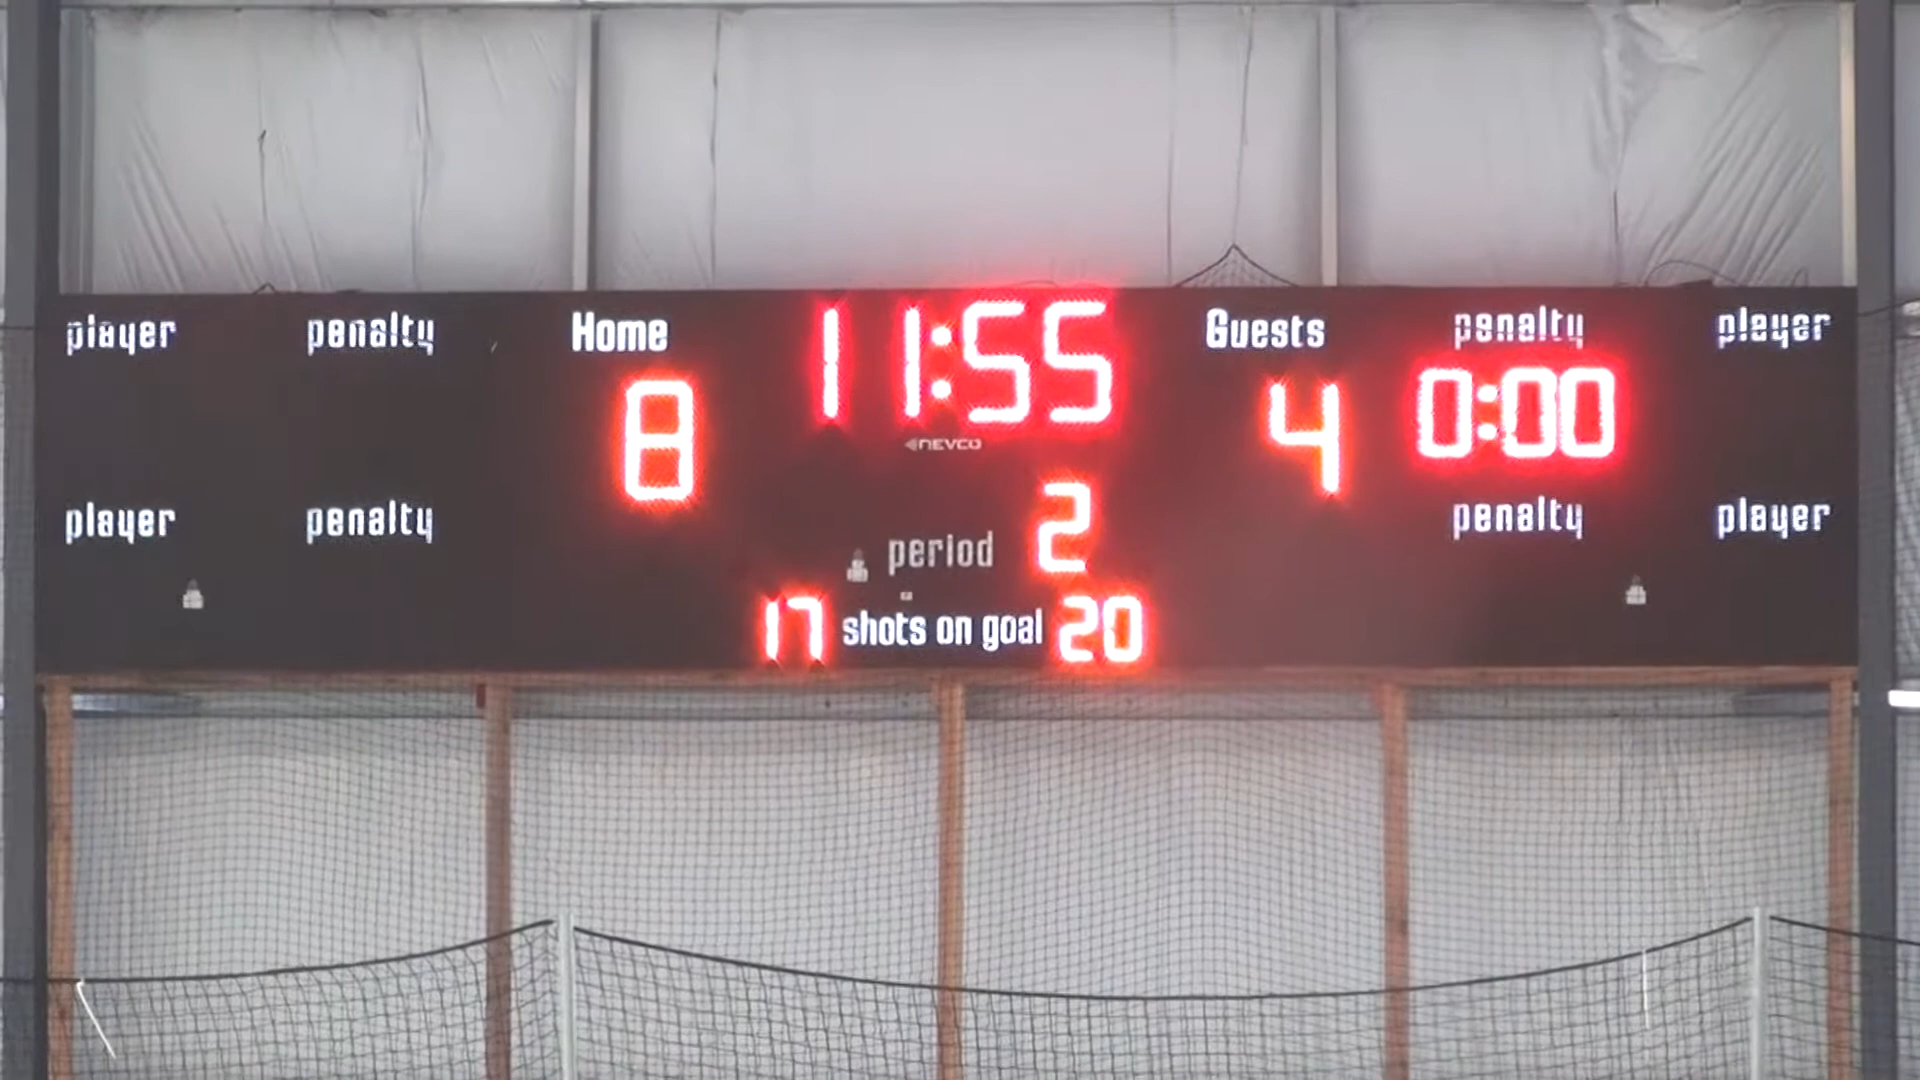 player penalty Home 11:55 Guests penalty player
8 4 0:00
NEVCO
player penalty 2 penalty player
period
17 shots on goal 20